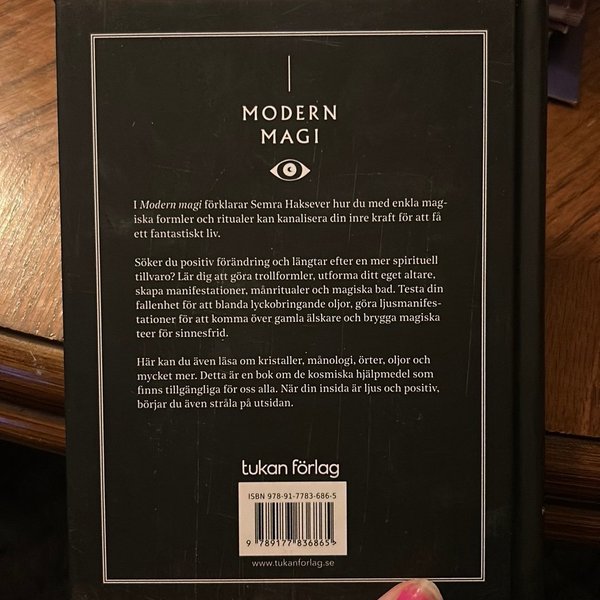 MODERN
MAGI
I Modern magi förklarar Semra Haksever hur du med enkla mag-
iska formler och ritualer kan kanalisera din inre kraft för att få
ett fantastiskt liv.
Söker du positiv förändring och längtar efter en mer spirituell
tillvaro? Lär dig att göra trollformler, utforma ditt eget altare,
skapa manifestationer, månritualer och magiska bad. Testa din
fallenhet för att blanda lyckobringande oljor, göra ljusmanifes-
tationer för att komma över gamla älskare och brygga magiska
teer för sinnesfrid.
Här kan du även läsa om kristaller, månologi, örter, oljor och
mycket mer. Detta är en bok om de kosmiska hjälpmedel som
finns tillgängliga för oss alla. När din insida är ljus och positiv,
börjar du även stråla på utsidan.
tukan förlag
ISBN 978-91-7783-686-5
9 789177 836865
www.tukanforlag.se